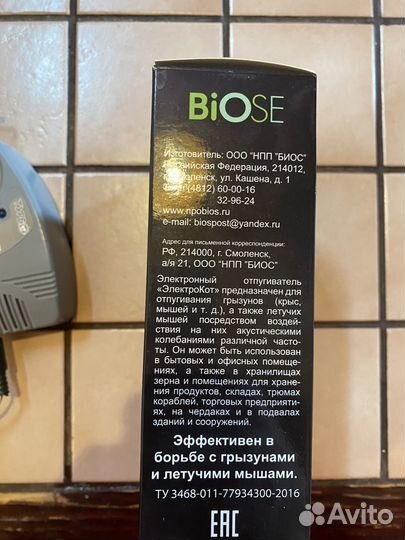 BiOSE
Изготовитель: ООО "НПП "БИОС"
Российская Федерация, 214012,
г. Смоленск, ул. Кашена, д. 1
(4812) 60-00-16
32-96-24
www.npobios.ru
e-mail: biospost@yandex.ru
Адрес для письменной корреспонденции:
РФ, 214000, г. Смоленск,
а/я 21, ООО "НПП "БИОС"
Электронный отпугиватель
«ЭлектроКот» предназначен для
отпугивания грызунов (крыс,
мышей и т. д.), а также летучих
мышей посредством воздей-
ствия на них акустическими
колебаниями различной часто-
ты. Он может быть использован
в бытовых и офисных помеще-
ниях, а также в хранилищах
зерна и помещениях для хране-
ния продуктов, складах, трюмах
кораблей, торговых предприяти-
ях, на чердаках и в подвалах
зданий и сооружений.
Эффективен в
борьбе с грызунами
и летучими мышами.
ТУ 3468-011-77934300-2016
ЕАС
Avito